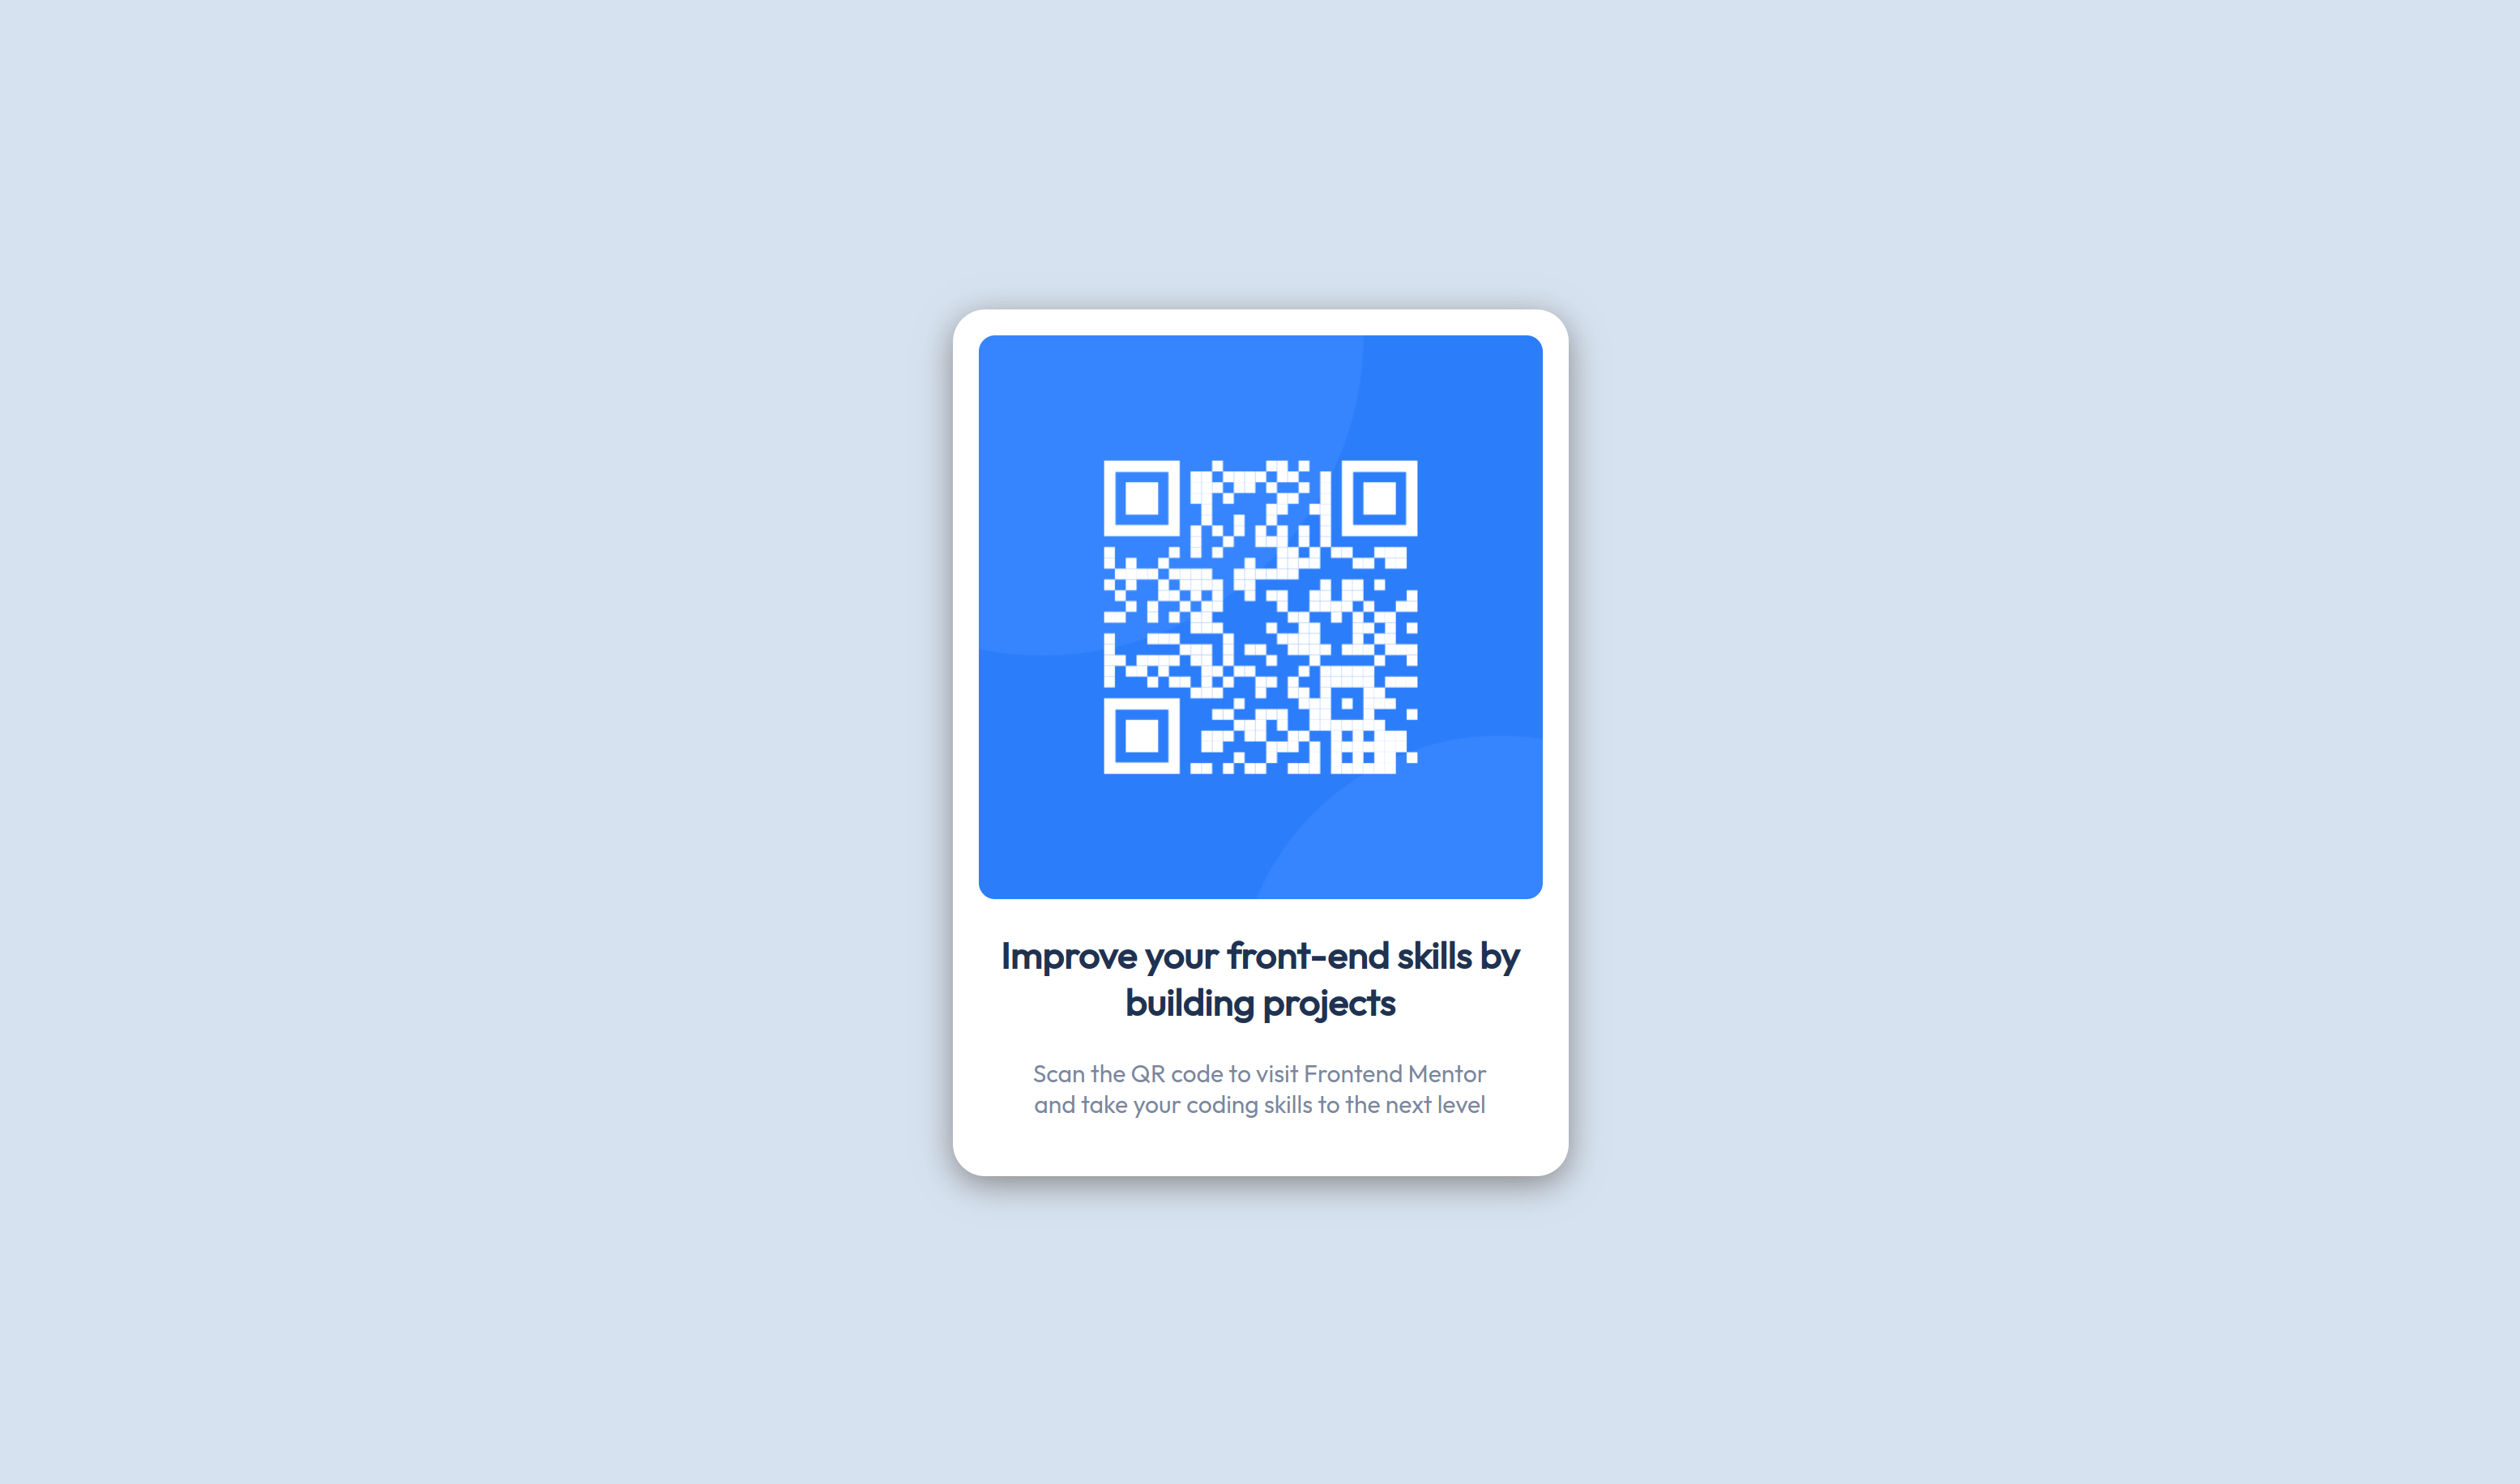 Improve your front-end skills by
building projects
Scan the QR code to visit Frontend Mentor
and take your coding skills to the next level